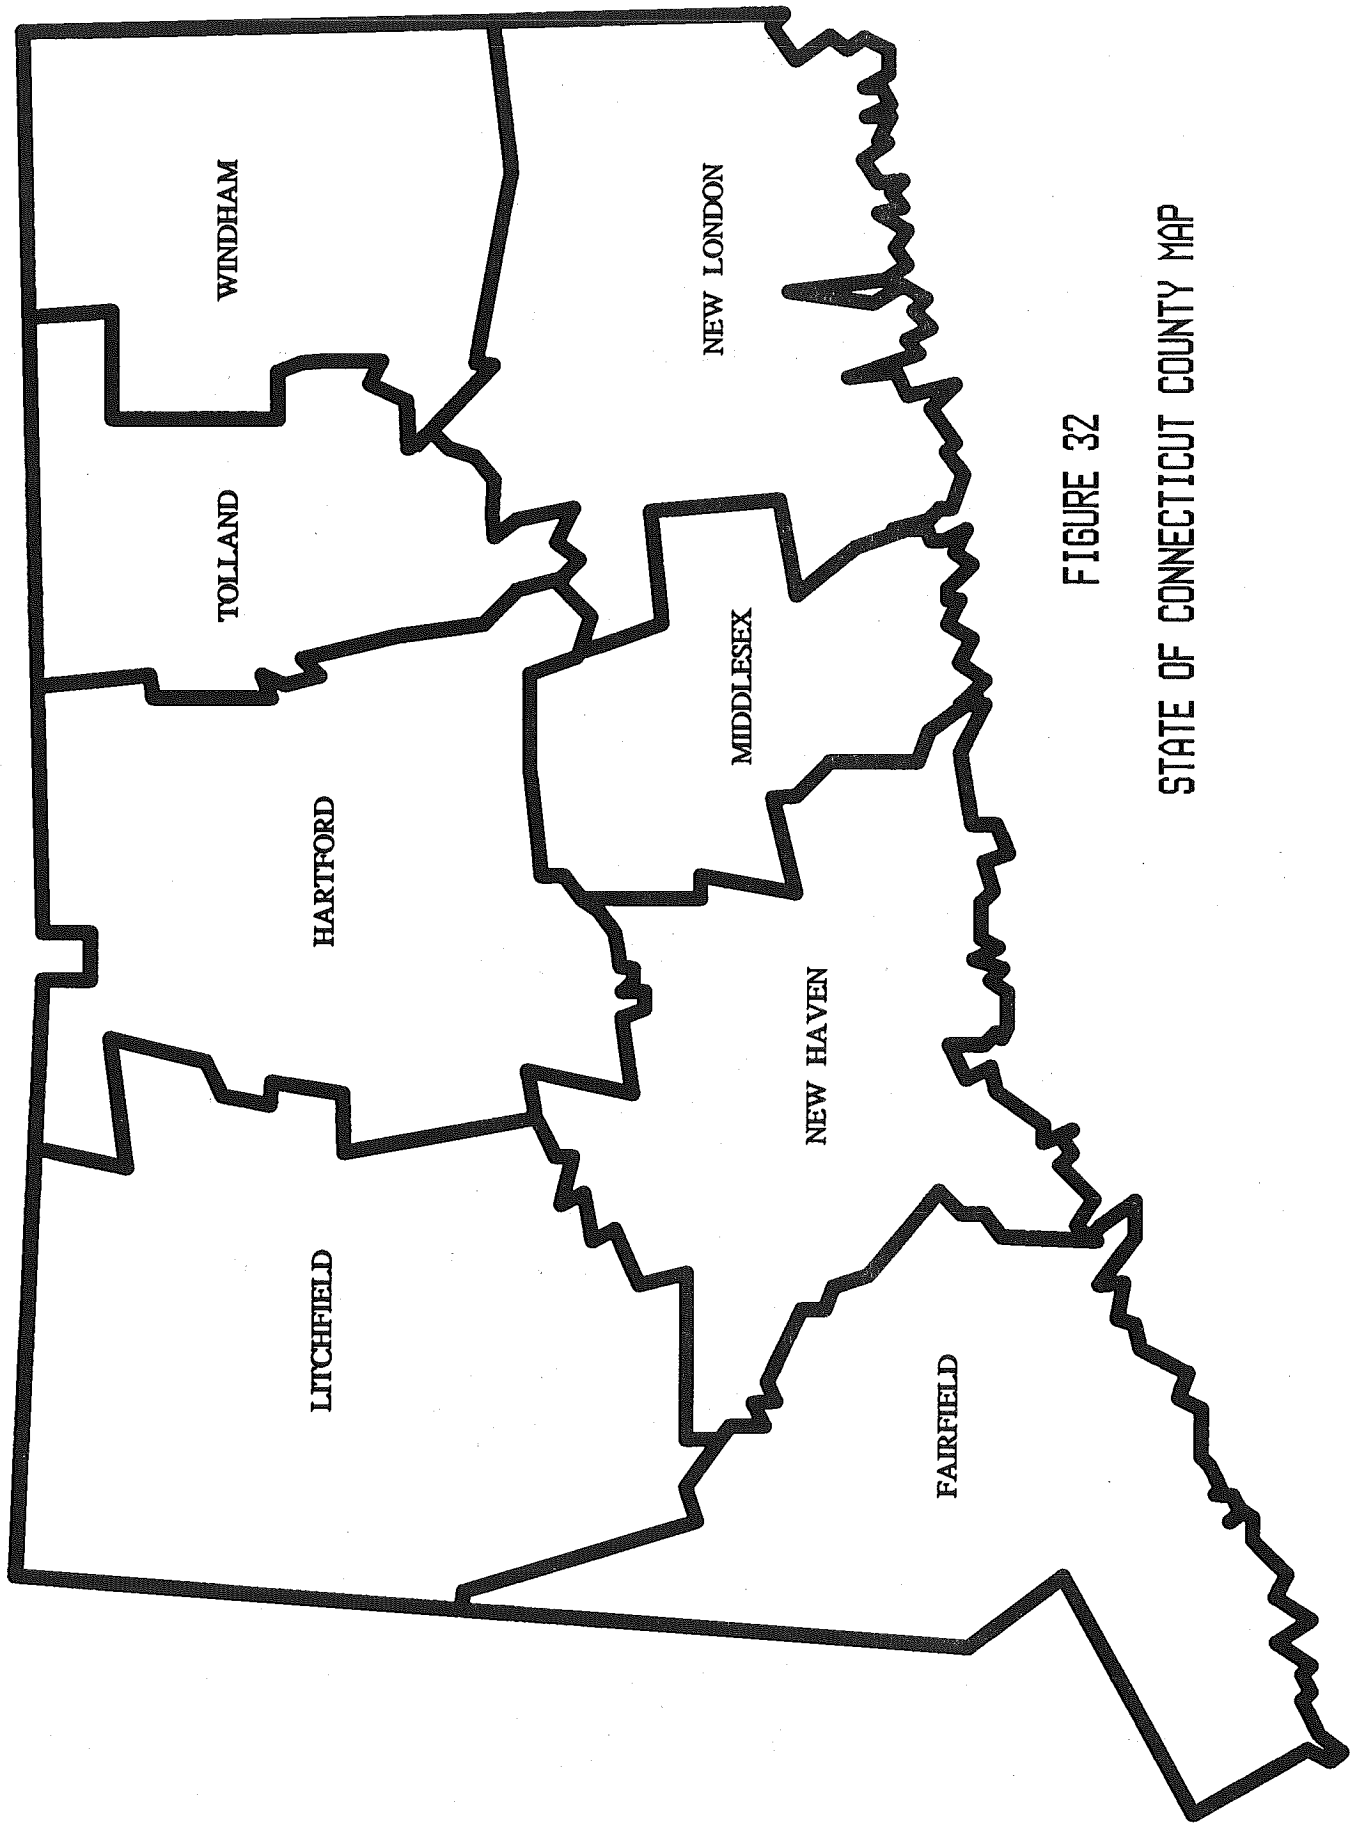 LITCHFIELD
HARTFORD
TOLLAND
WINDHAM
FAIRFIELD
NEW HAVEN
MIDDLESEX
NEW LONDON
FIGURE 32
STATE OF CONNECTICUT COUNTY MAP